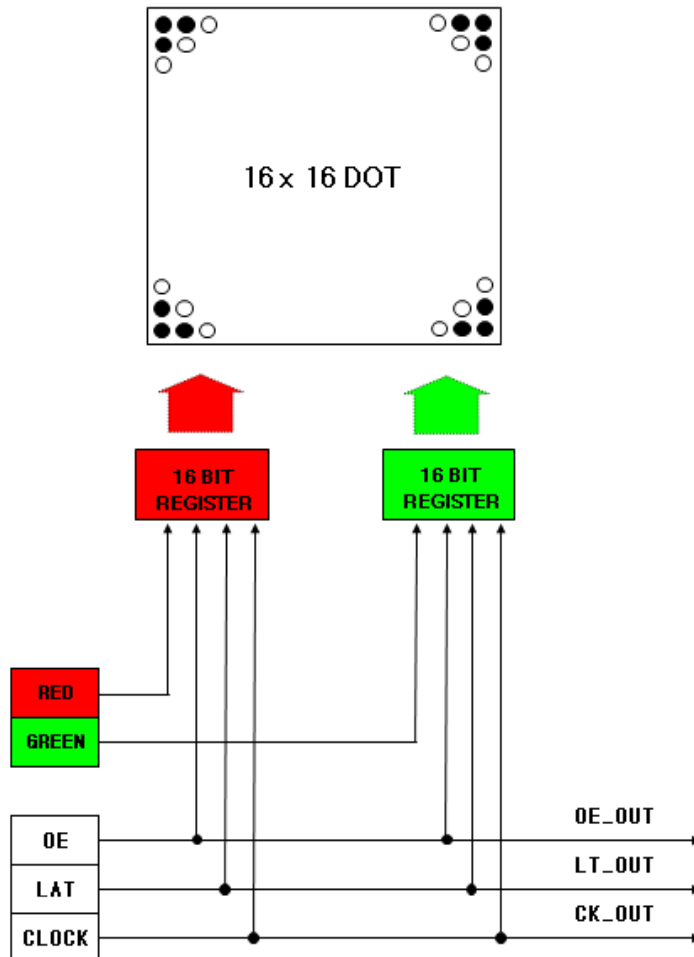 16 x 16 DOT
16 BIT
REGISTER
16 BIT
REGISTER
RED
GREEN
OE
OE_OUT
LAT
LT_OUT
CLOCK
CK_OUT